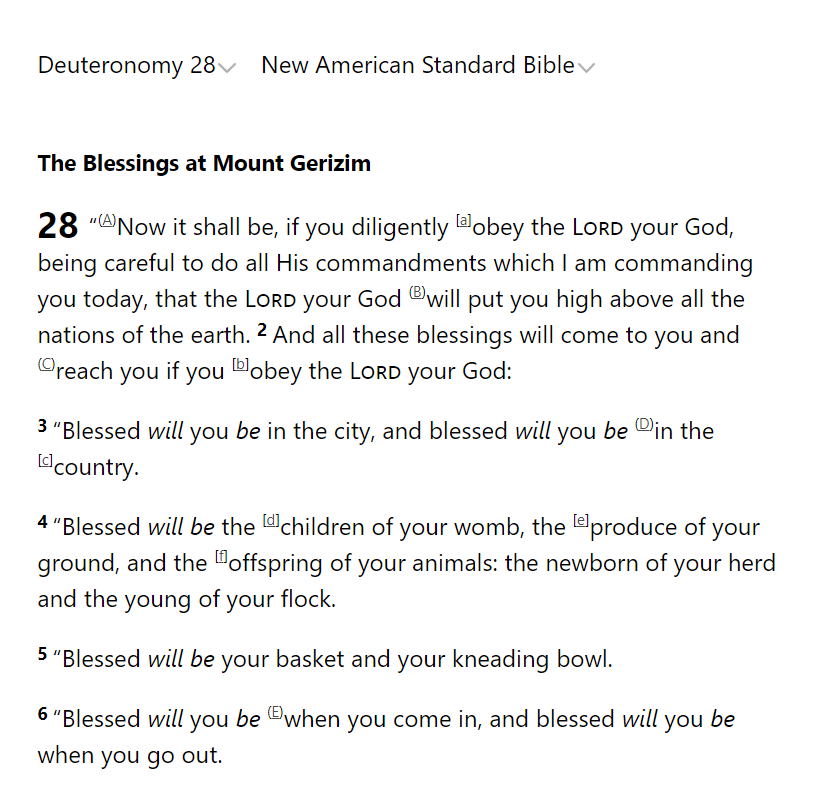 Deuteronomy 28 New American Standard Bible
The Blessings at Mount Gerizim
28 “(A)Now it shall be, if you diligently [a]obey the LORD your God,
being careful to do all His commandments which I am commanding
you today, that the LORD your God (B)will put you high above all the
nations of the earth. 2 And all these blessings will come to you and
(C)reach you if you [b]obey the LORD your God:
3 “Blessed will you be in the city, and blessed will you be (D)in the
[c]country.
4 “Blessed will be the [d]children of your womb, the [e]produce of your
ground, and the [f]offspring of your animals: the newborn of your herd
and the young of your flock.
5 “Blessed will be your basket and your kneading bowl.
6 “Blessed will you be (E)when you come in, and blessed will you be
when you go out.